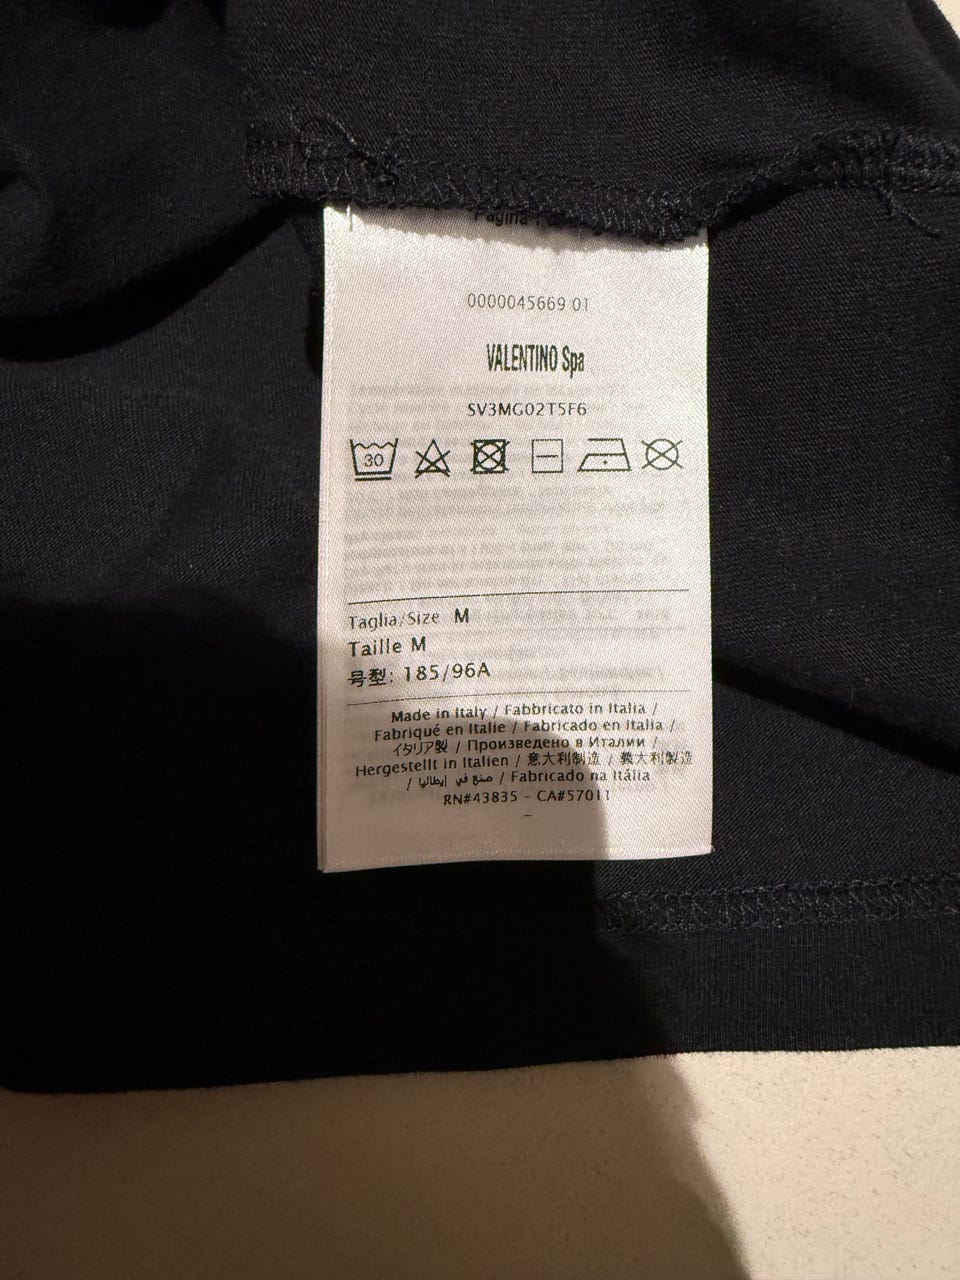 Pagina 1
0000045669 01
VALENTINO Spa
SV3MG02T5F6
30
Taglia/Size M
Taille M
号型: 185/96A
Made in Italy / Fabbricato in Italia /
Fabriqué en Italie / Fabricado en Italia /
イタリア製 / Произведено в Италии /
Hergestellt in Italien / 意大利制造 / 義大利製造
/ صنع في إيطاليا / Fabricado na Itália
RN#43835 - CA#57011